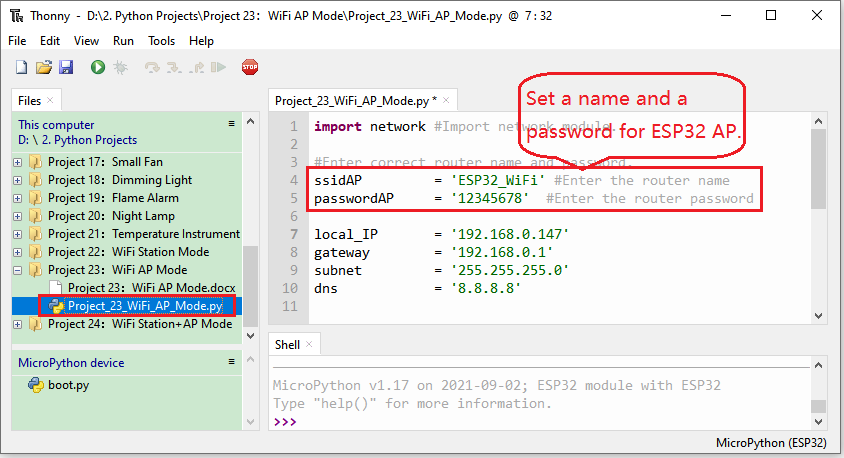 Thonny - D:\2. Python Projects\Project 23：WiFi AP Mode\Project_23_WiFi_AP_Mode.py @ 7 : 32
File Edit View Run Tools Help
STOP
Files ×
This computer
D: \ 2. Python Projects
Project 17：Small Fan
Project 18：Dimming Light
Project 19：Flame Alarm
Project 20：Night Lamp
Project 21：Temperature Instrument
Project 22：WiFi Station Mode
Project 23：WiFi AP Mode
Project 23：WiFi AP Mode.docx
Project_23_WiFi_AP_Mode.py
Project 24：WiFi Station+AP Mode
MicroPython device
boot.py
Project_23_WiFi_AP_Mode.py * ×
Set a name and a
password for ESP32 AP.
1 import network #Import network module.
2
3 #Enter correct router name and password.
4 ssidAP = 'ESP32_WiFi' #Enter the router name
5 passwordAP = '12345678' #Enter the router password
6
7 local_IP = '192.168.0.147'
8 gateway = '192.168.0.1'
9 subnet = '255.255.255.0'
10 dns = '8.8.8.8'
11
Shell ×
MicroPython v1.17 on 2021-09-02; ESP32 module with ESP32
Type "help()" for more information.
>>>
MicroPython (ESP32)